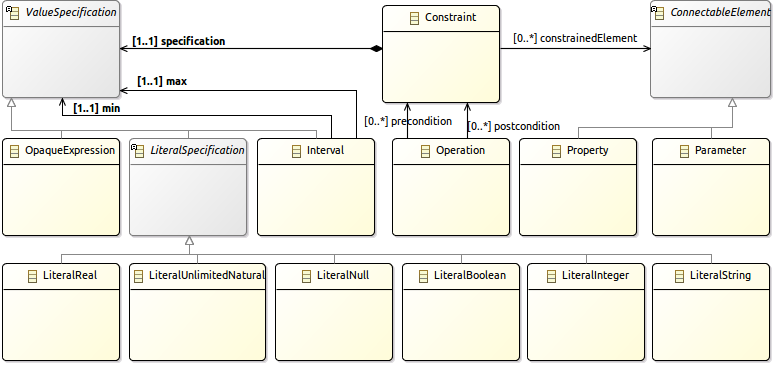 ValueSpecification
Constraint
ConnectableElement
[1..1] specification
[0..*] constrainedElement
[1..1] max
[1..1] min
[0..*] precondition
[0..*] postcondition
OpaqueExpression
LiteralSpecification
Interval
Operation
Property
Parameter
LiteralReal
LiteralUnlimitedNatural
LiteralNull
LiteralBoolean
LiteralInteger
LiteralString